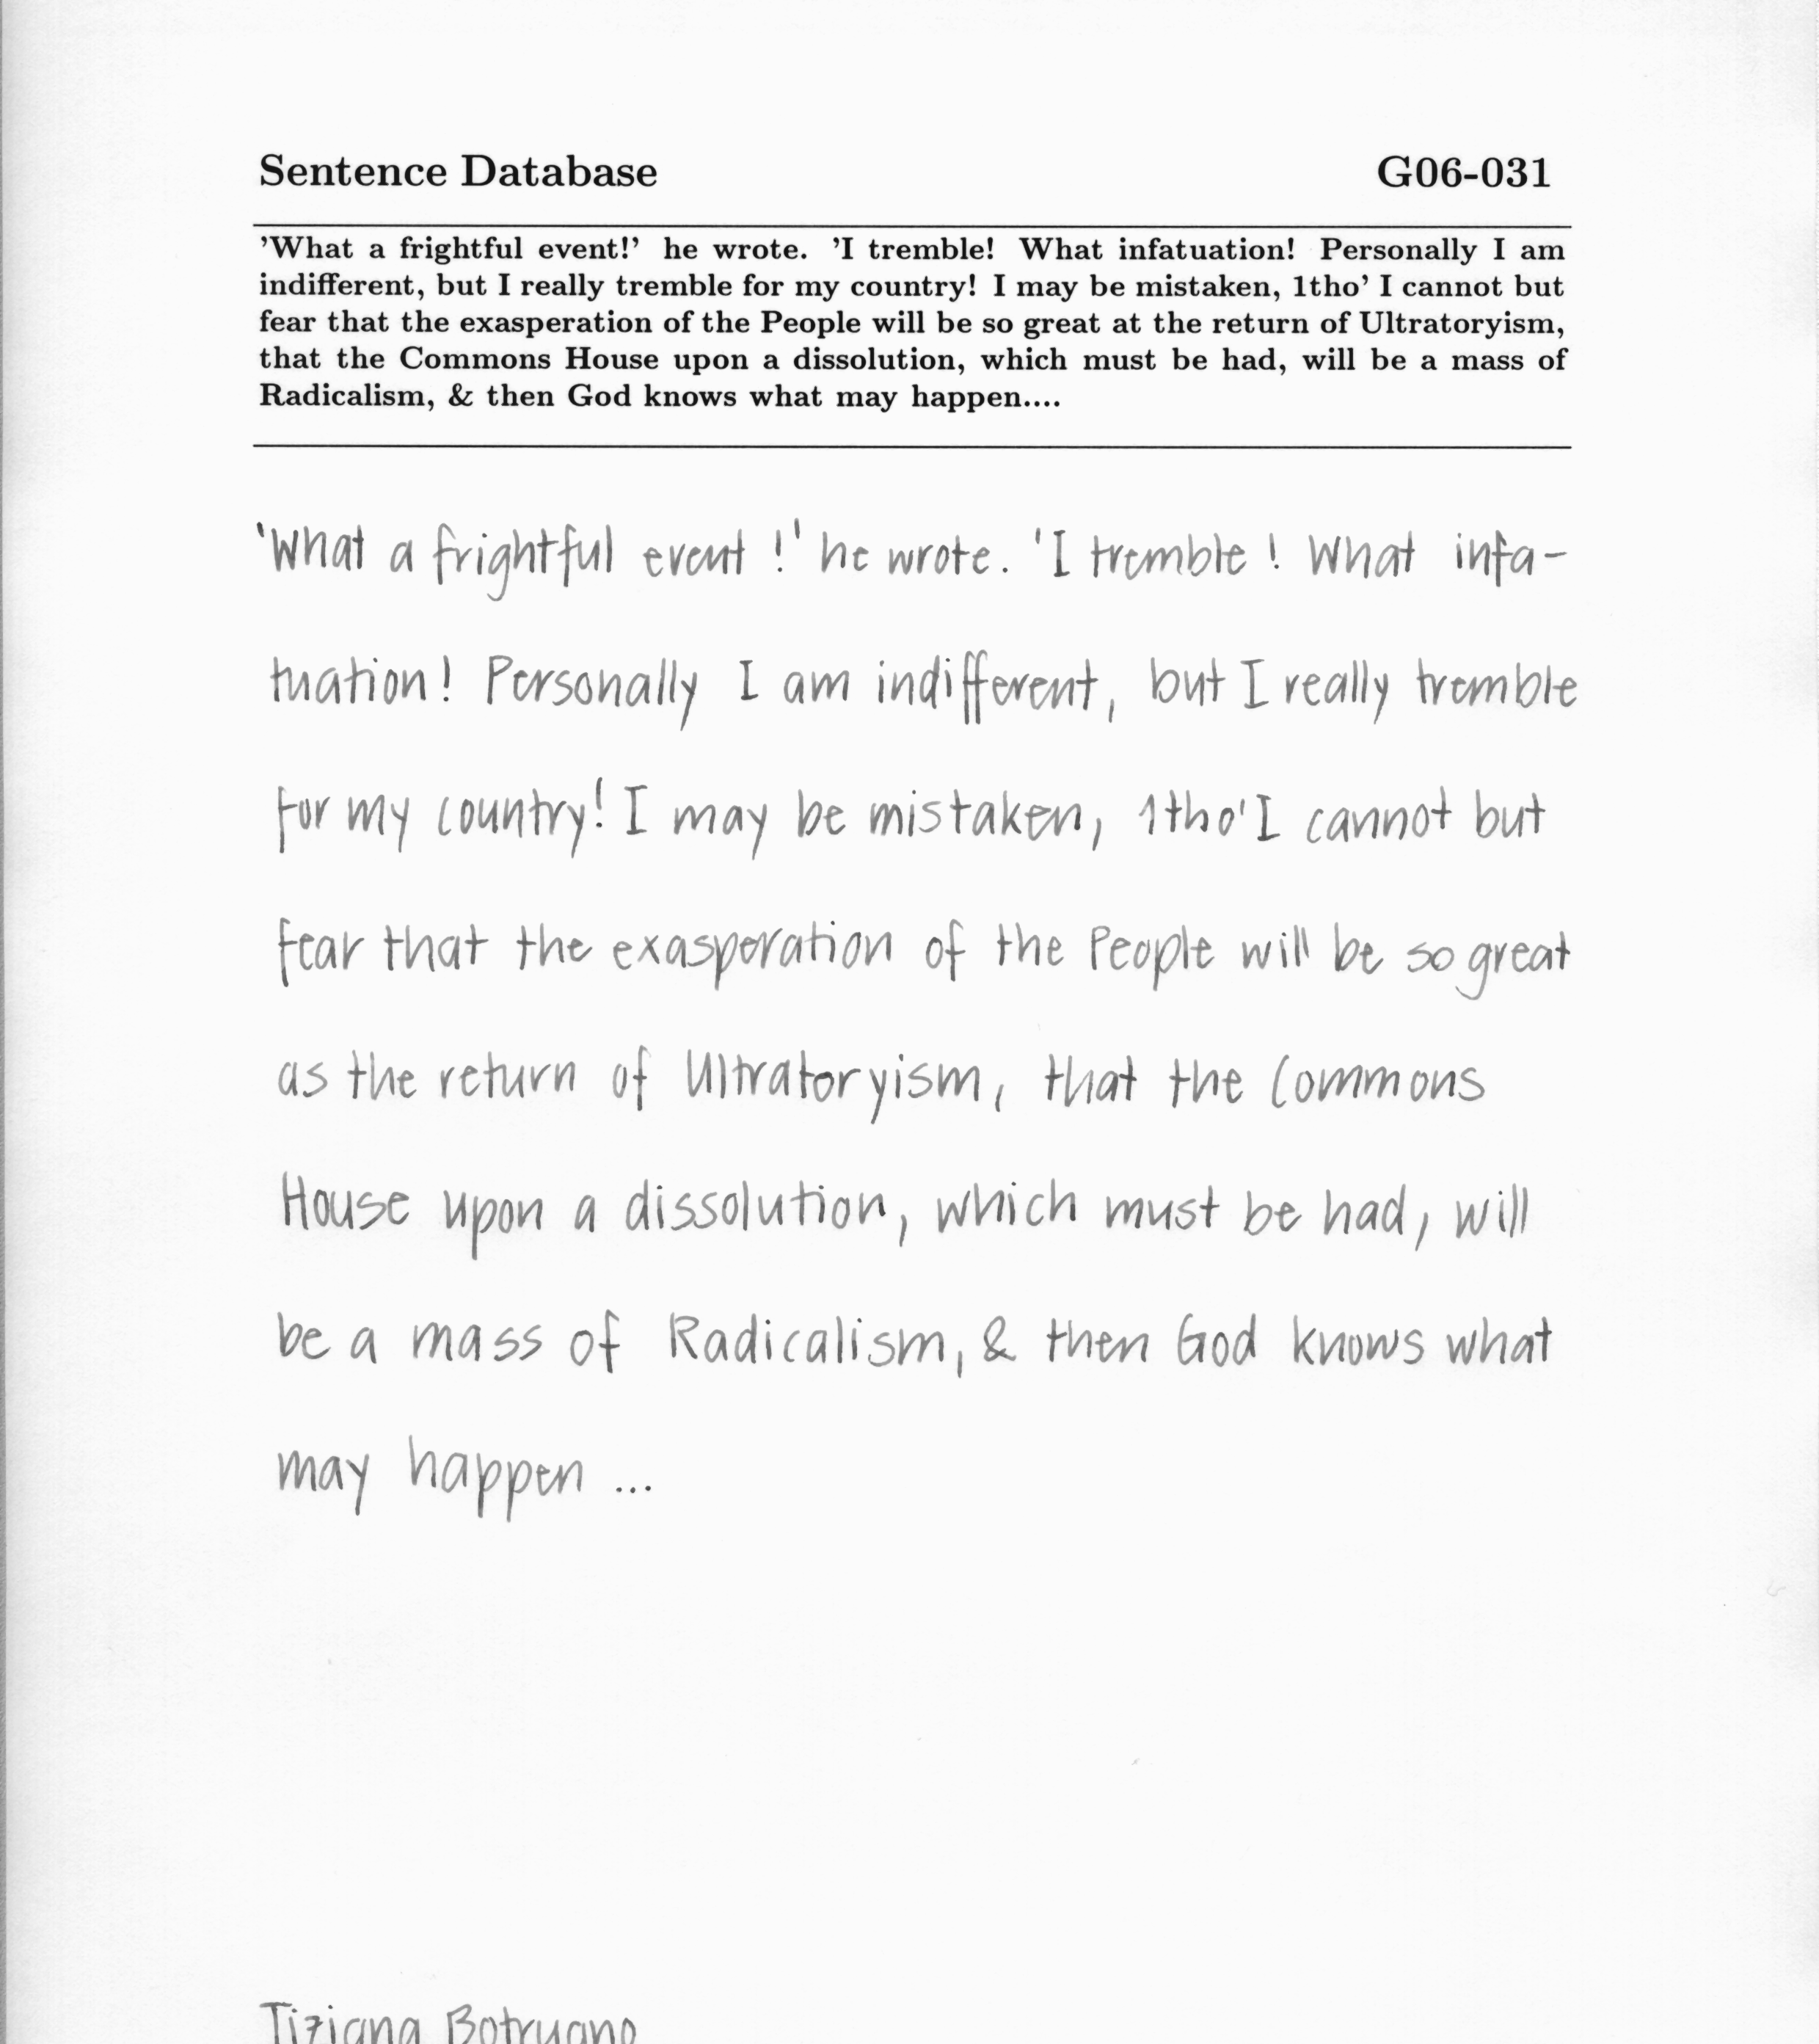 Sentence Database G06-031
’What a frightful event!’ he wrote. ’I tremble! What infatuation! Personally I am
indifferent, but I really tremble for my country! I may be mistaken, 1tho’ I cannot but
fear that the exasperation of the People will be so great at the return of Ultratoryism,
that the Commons House upon a dissolution, which must be had, will be a mass of
Radicalism, & then God knows what may happen....
'What a frightful event !' he wrote. 'I tremble ! What infa-
tuation! Personally I am indifferent, but I really tremble
for my country! I may be mistaken, 1tho' I cannot but
fear that the exasperation of the People will be so great
as the return of Ultratoryism, that the Commons
House upon a dissolution, which must be had, will
be a mass of Radicalism, & then God knows what
may happen ...
Tiziana